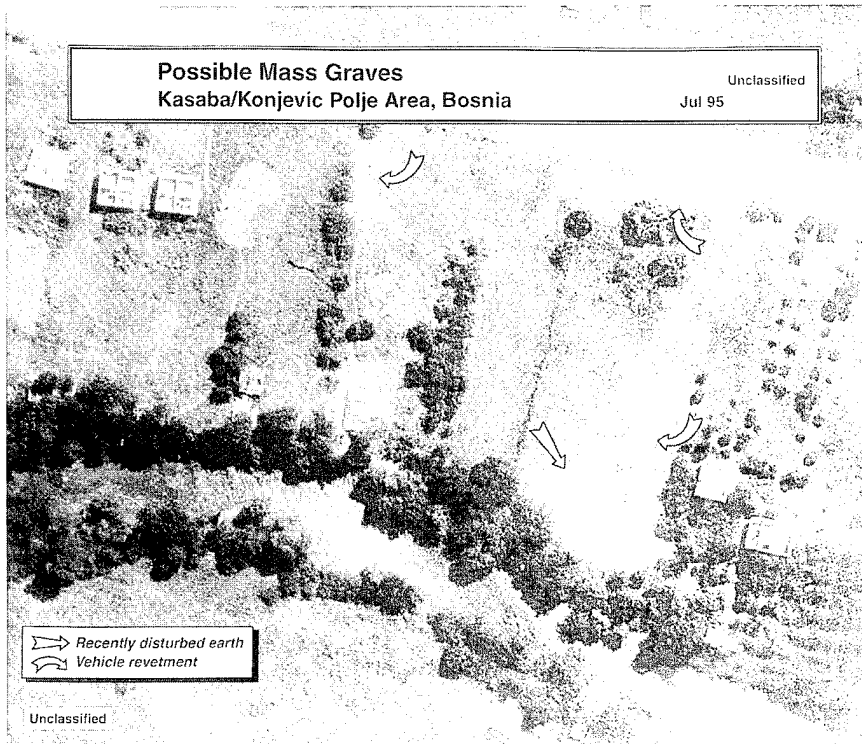 Possible Mass Graves
Unclassified
Kasaba/Konjevic Polje Area, Bosnia
Jul 95
Recently disturbed earth
Vehicle revetment
Unclassified